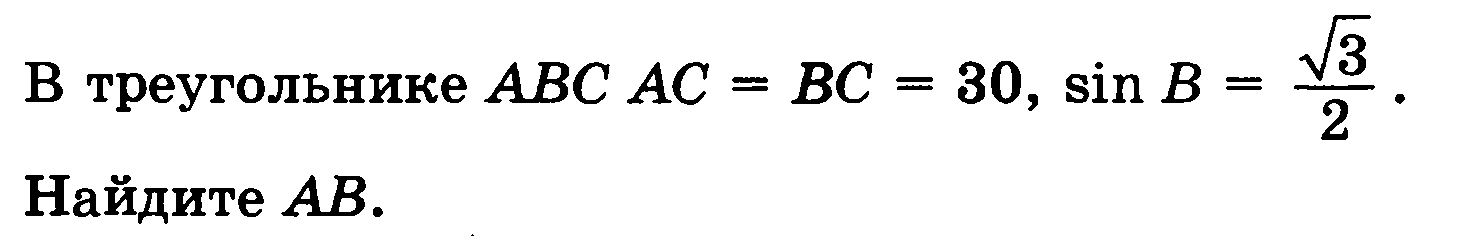 В треугольнике ABC AC = BC = 30, sin B = √3/2.
Найдите AB.